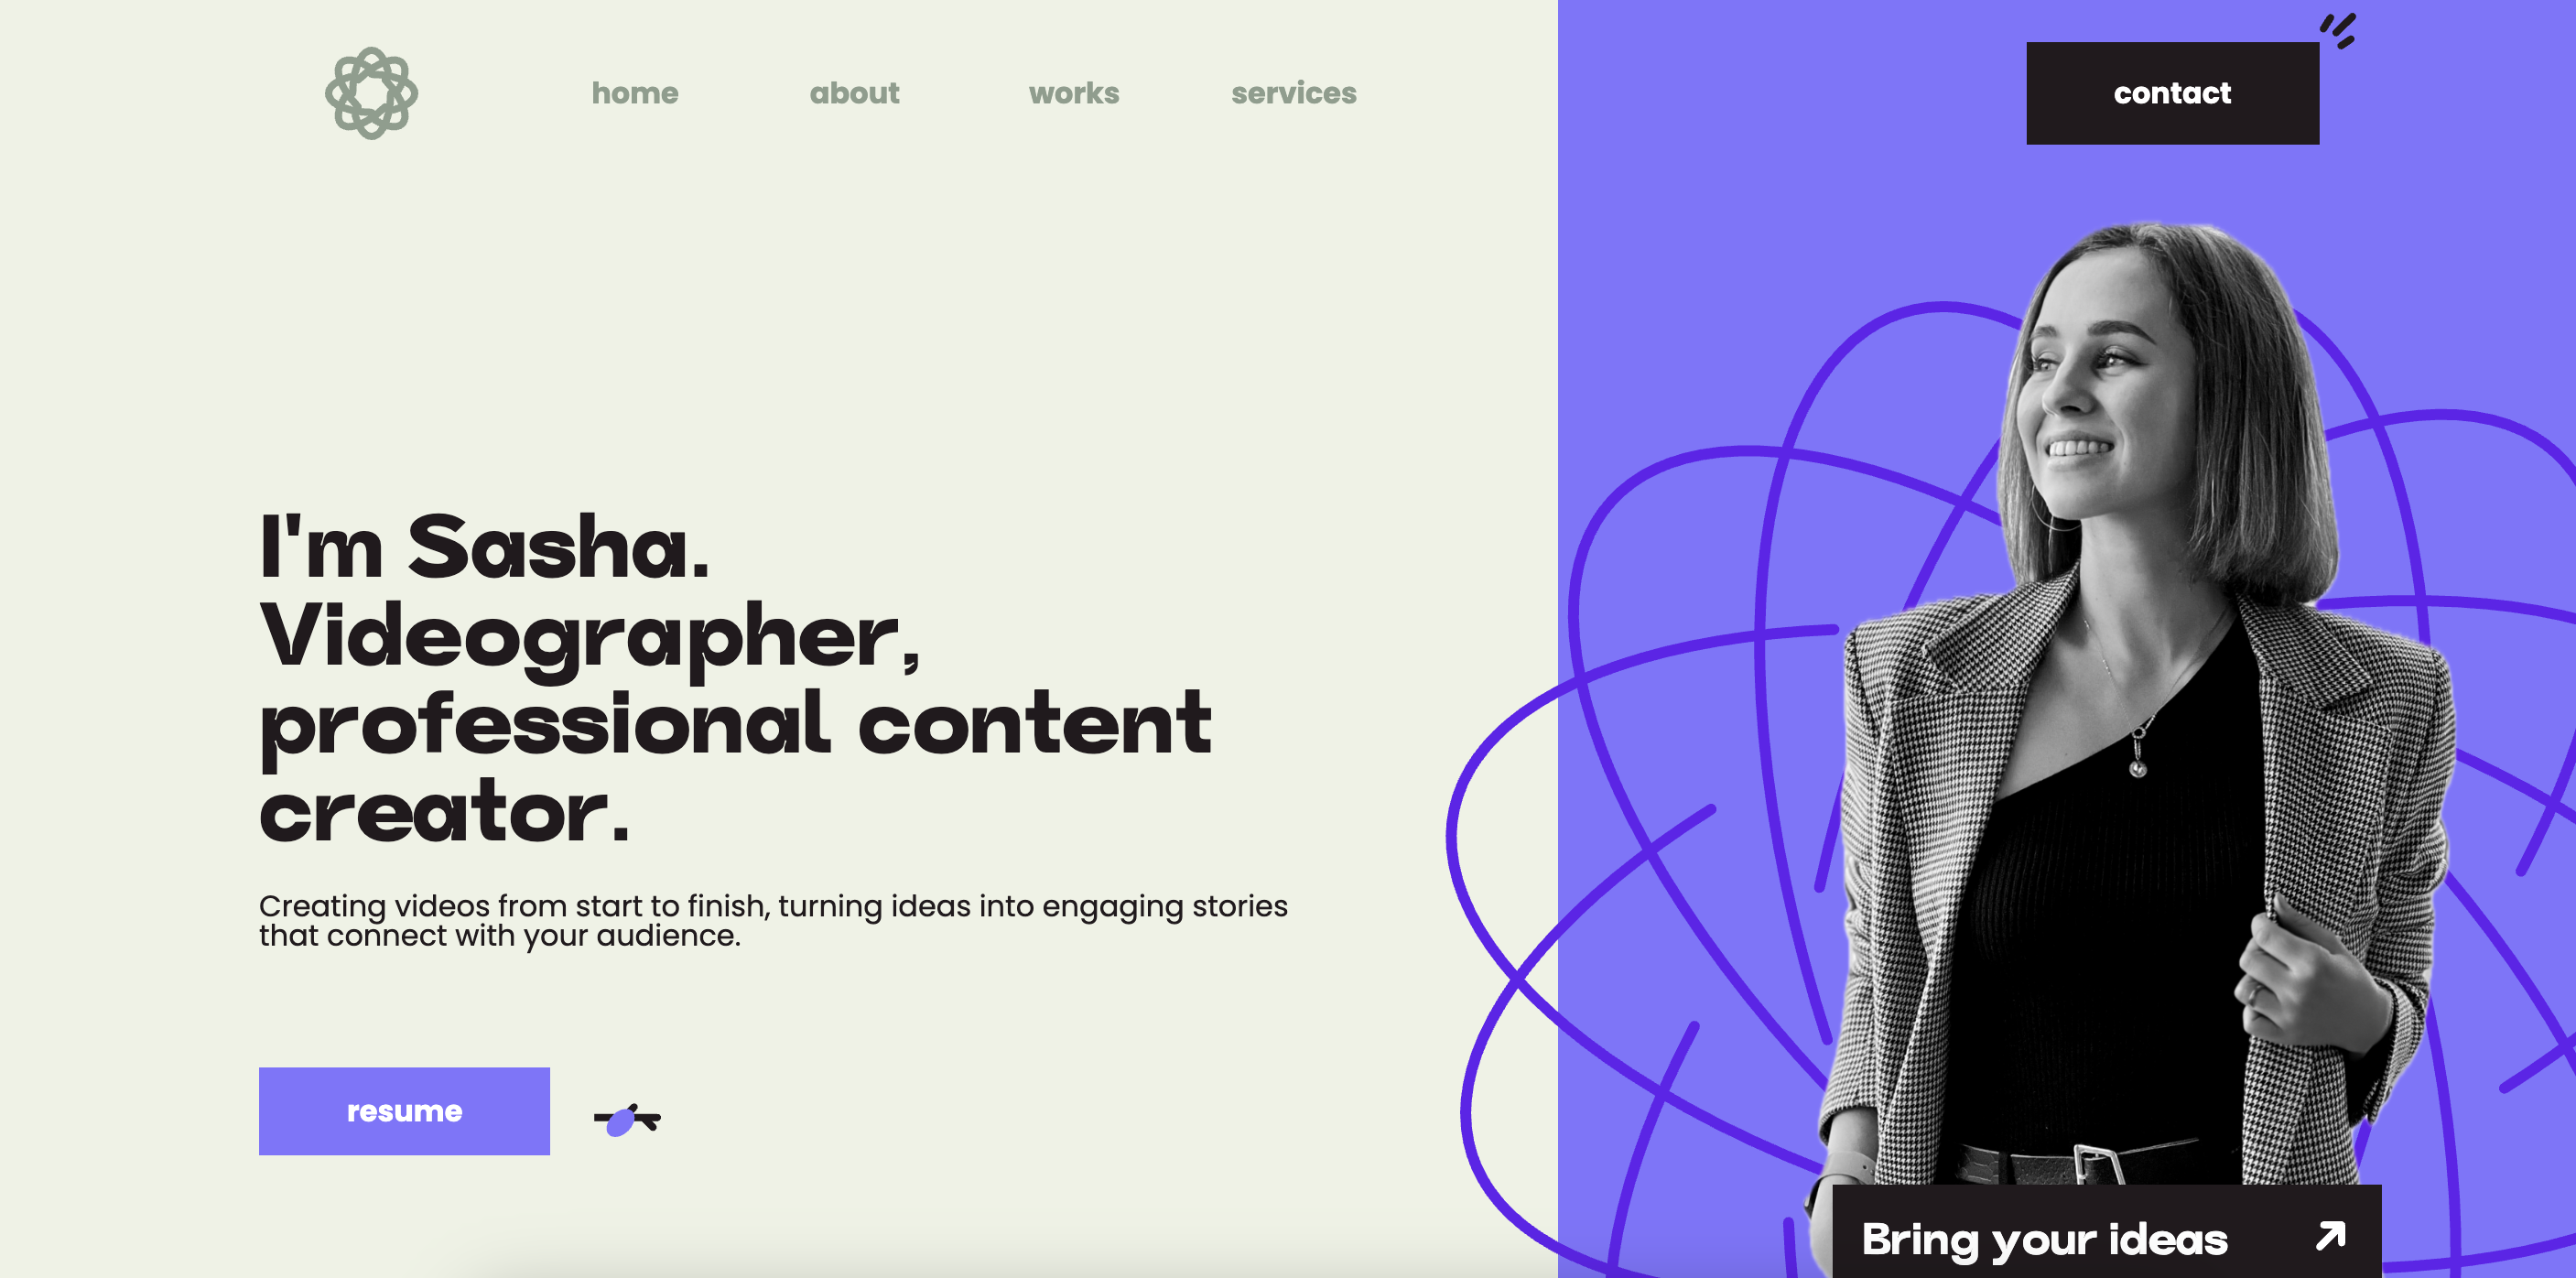 home about works services contact
I'm Sasha.
Videographer,
professional content
creator.
Creating videos from start to finish, turning ideas into engaging stories
that connect with your audience.
resume
Bring your ideas